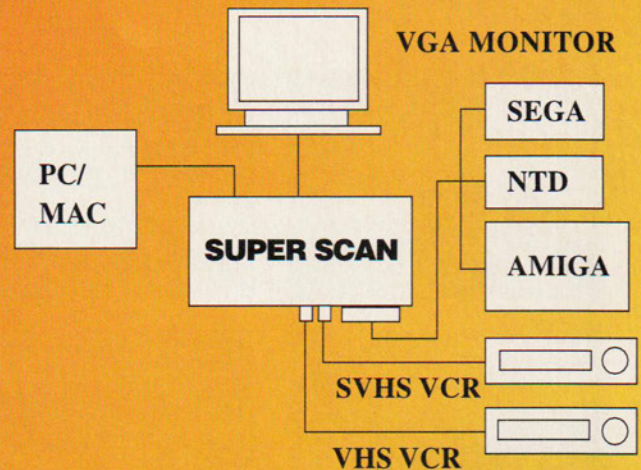 VGA MONITOR
SEGA
PC/
MAC
NTD
SUPER SCAN
AMIGA
SVHS VCR
VHS VCR